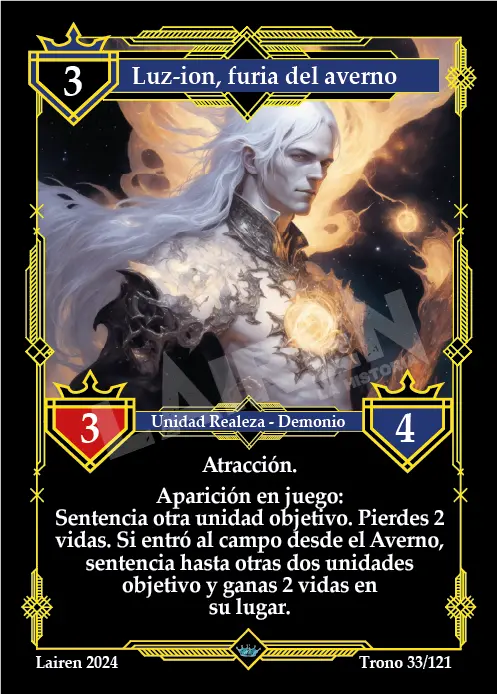 3
Luz-ion, furia del averno
LAIREN
HISTORIA
3
Unidad Realeza - Demonio
4
Atracción.
Aparición en juego:
Sentencia otra unidad objetivo. Pierdes 2
vidas. Si entró al campo desde el Averno,
sentencia hasta otras dos unidades
objetivo y ganas 2 vidas en
su lugar.
Lairen 2024
Trono 33/121